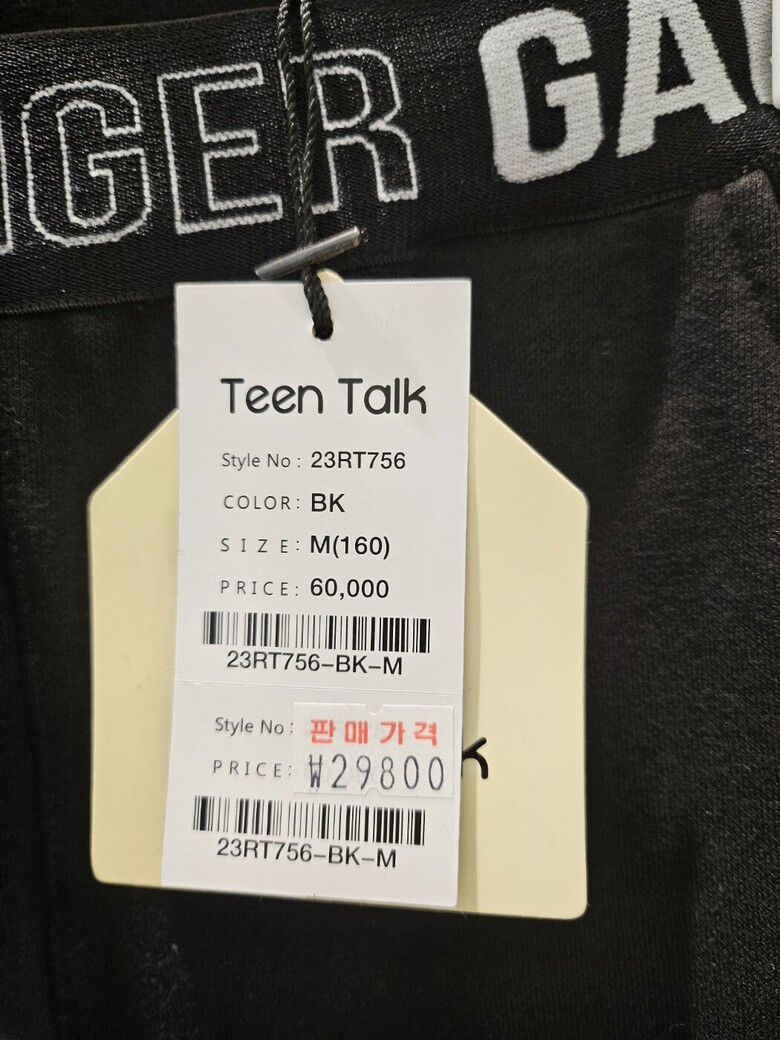 GER GA
Teen Talk
Style No : 23RT756
COLOR: BK
SIZE: M(160)
PRICE: 60,000
23RT756-BK-M
Style No : 판매가격
PRICE: ₩29800
23RT756-BK-M